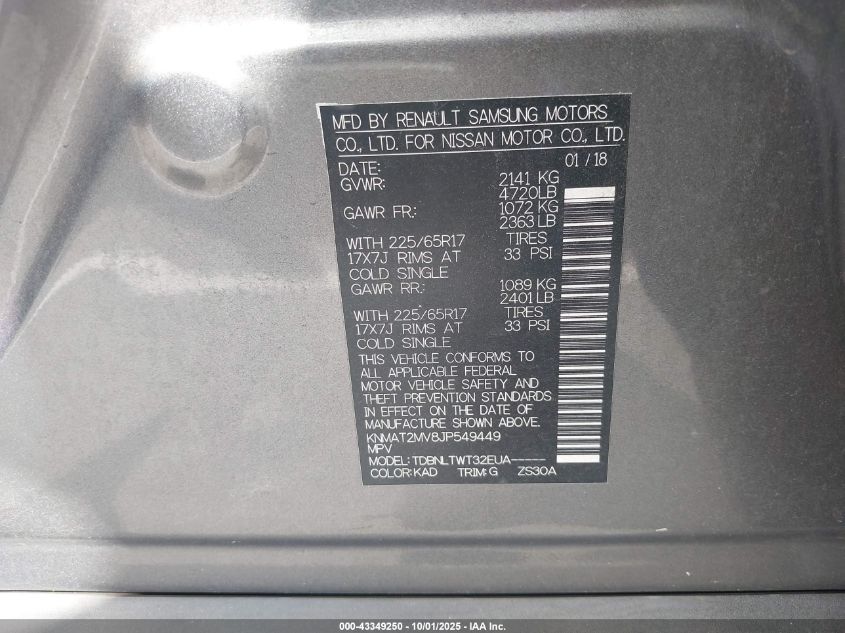 MFD BY RENAULT SAMSUNG MOTORS
CO., LTD. FOR NISSAN MOTOR CO., LTD.
DATE: 01 / 18
GVWR: 2141 KG
4720LB
GAWR FR: 1072 KG
2363 LB
WITH 225/65R17 TIRES
17X7J RIMS AT 33 PSI
COLD SINGLE
GAWR RR: 1089 KG
2401 LB
WITH 225/65R17 TIRES
17X7J RIMS AT 33 PSI
COLD SINGLE
THIS VEHICLE CONFORMS TO
ALL APPLICABLE FEDERAL
MOTOR VEHICLE SAFETY AND
THEFT PREVENTION STANDARDS
IN EFFECT ON THE DATE OF
MANUFACTURE SHOWN ABOVE.
KNMAT2MV8JP549449
MPV
MODEL: TDBNLTWT32EUA-----
COLOR: KAD TRIM: G ZS30A
000-43349250 - 10/01/2025 - IAA Inc.